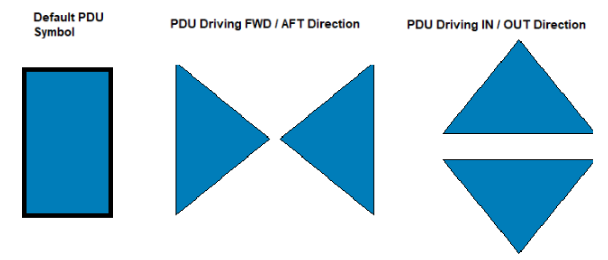 Default PDU
Symbol
PDU Driving FWD / AFT Direction
PDU Driving IN / OUT Direction